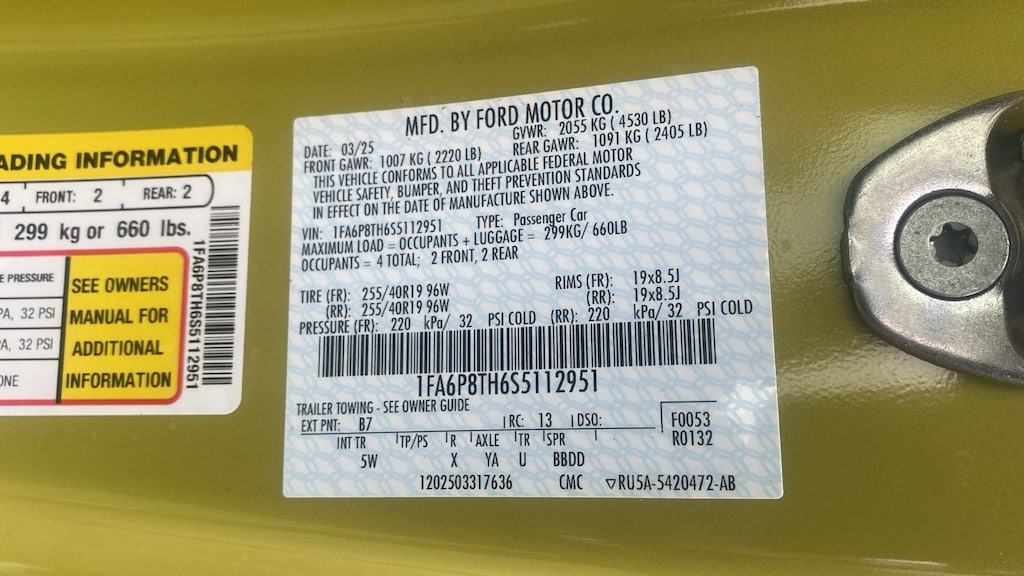 ADING INFORMATION
4 FRONT: 2 REAR: 2
299 kg or 660 lbs.
E PRESSURE
PA, 32 PSI
A, 32 PSI
ONE
SEE OWNERS
MANUAL FOR
ADDITIONAL
INFORMATION
1FA6P8TH6S5112951
MFD. BY FORD MOTOR CO.
DATE: 03/25 GVWR: 2055 KG ( 4530 LB)
FRONT GAWR: 1007 KG ( 2220 LB) REAR GAWR: 1091 KG ( 2405 LB)
THIS VEHICLE CONFORMS TO ALL APPLICABLE FEDERAL MOTOR
VEHICLE SAFETY, BUMPER, AND THEFT PREVENTION STANDARDS
IN EFFECT ON THE DATE OF MANUFACTURE SHOWN ABOVE.
VIN: 1FA6P8TH6S5112951 TYPE: Passenger Car
MAXIMUM LOAD = OCCUPANTS + LUGGAGE = 299KG/ 660LB
OCCUPANTS = 4 TOTAL; 2 FRONT, 2 REAR
TIRE (FR): 255/40R19 96W RIMS (FR): 19x8.5J
(RR): 255/40R19 96W (RR): 19x8.5J
PRESSURE (FR): 220 kPa/ 32 PSI COLD (RR): 220 kPa/ 32 PSI COLD
1FA6P8TH6S5112951
TRAILER TOWING - SEE OWNER GUIDE
EXT PNT: B7 RC: 13 DSO: F0053
INT TR TP/PS R AXLE TR SPR R0132
5W X YA U BBDD
1202503317636 CMC ▽RU5A-5420472-AB